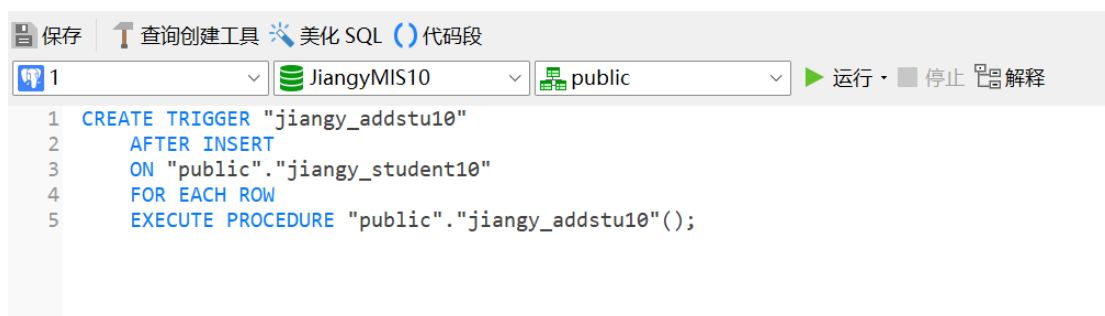 保存 查询创建工具 美化 SQL () 代码段
1 JiangyMIS10 public 运行 · 停止 解释
1 CREATE TRIGGER "jiangy_addstu10"
2 AFTER INSERT
3 ON "public"."jiangy_student10"
4 FOR EACH ROW
5 EXECUTE PROCEDURE "public"."jiangy_addstu10"();